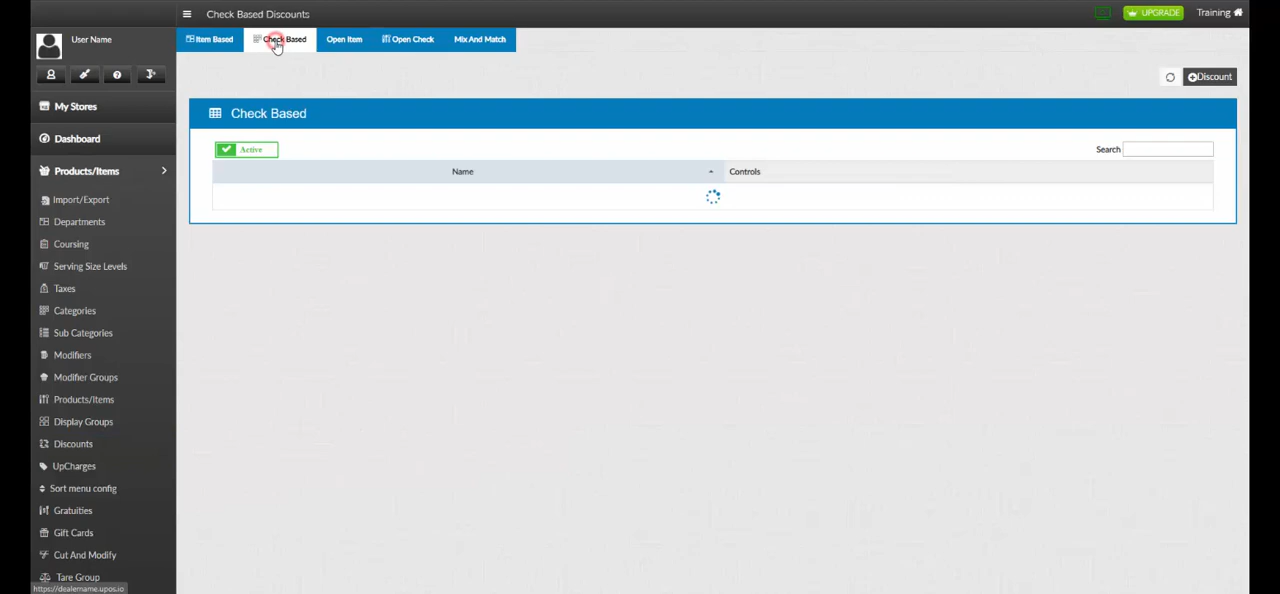 Check Based Discounts
UPGRADE
Training
User Name
Item Based
Check Based
Open Item
Open Check
Mix And Match
Discount
My Stores
Dashboard
Products/Items
Import/Export
Departments
Coursing
Serving Size Levels
Taxes
Categories
Sub Categories
Modifiers
Modifier Groups
Products/Items
Display Groups
Discounts
UpCharges
Sort menu config
Gratuities
Gift Cards
Cut And Modify
Tare Group
https://dealername.upos.io
Check Based
Active
Search
Name
Controls